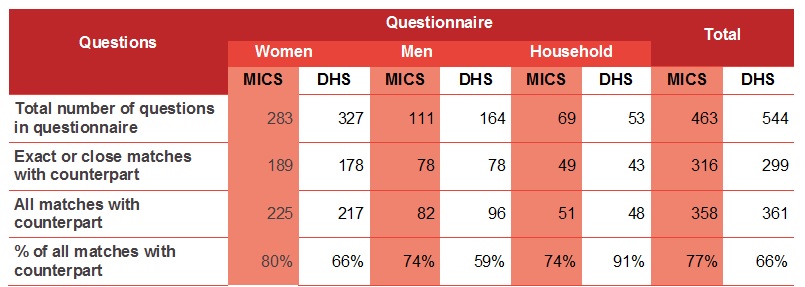 Questions Questionnaire Total
Women Men Household
MICS DHS MICS DHS MICS DHS MICS DHS
Total number of questions
in questionnaire 283 327 111 164 69 53 463 544
Exact or close matches
with counterpart 189 178 78 78 49 43 316 299
All matches with
counterpart 225 217 82 96 51 48 358 361
% of all matches with
counterpart 80% 66% 74% 59% 74% 91% 77% 66%